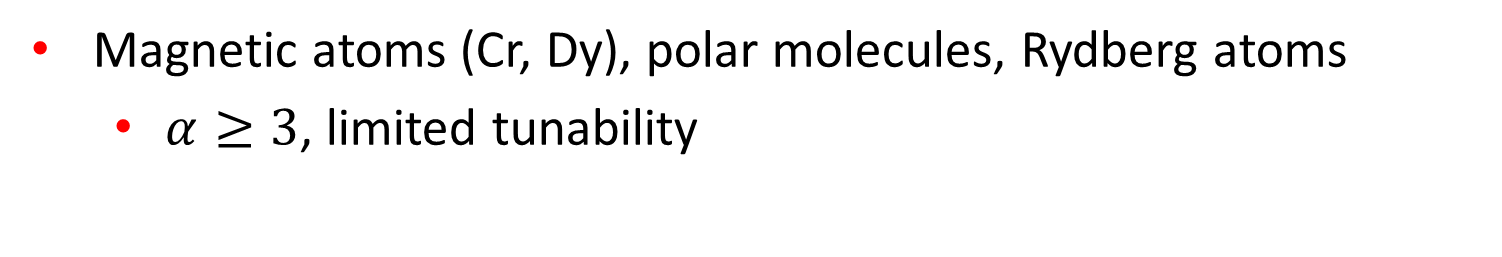 • Magnetic atoms (Cr, Dy), polar molecules, Rydberg atoms
• α ≥ 3, limited tunability